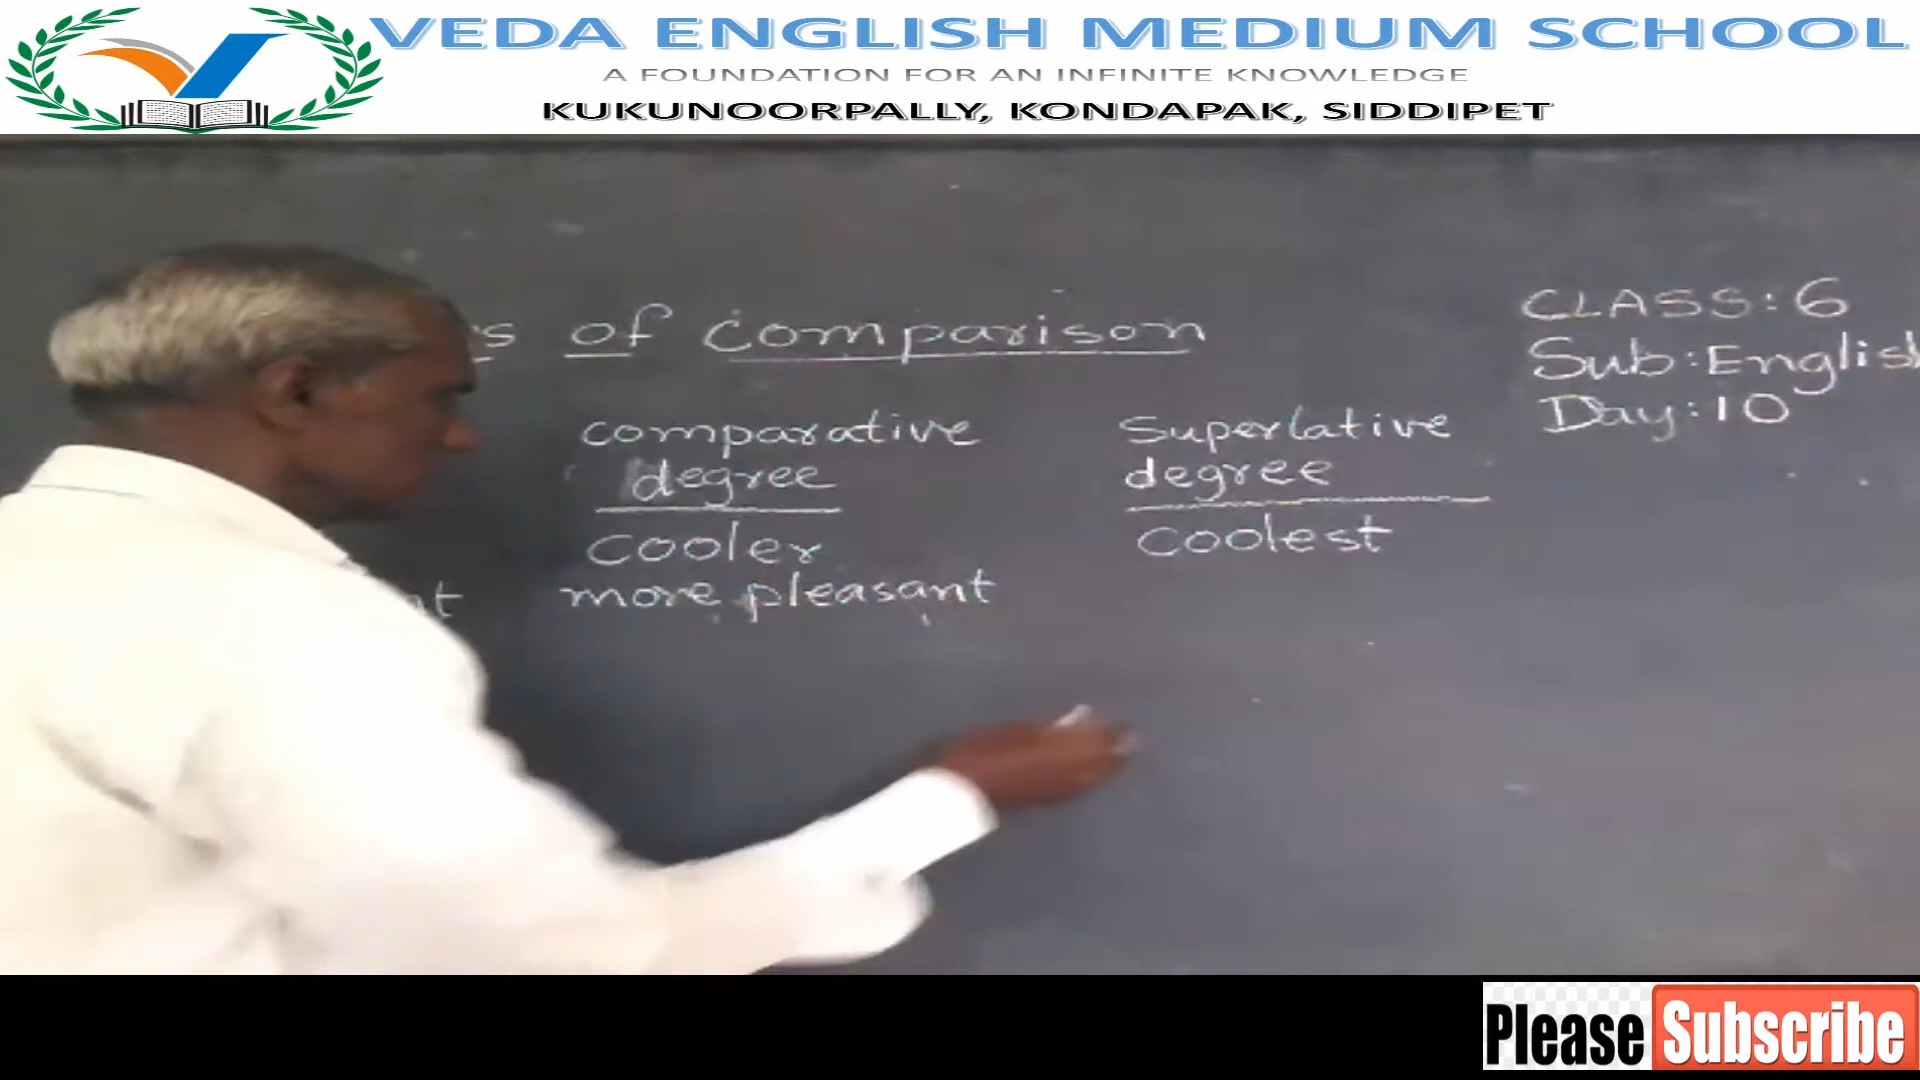 VEDA ENGLISH MEDIUM SCHOOL
A FOUNDATION FOR AN INFINITE KNOWLEDGE
KUKUNOORPALLY, KONDAPAK, SIDDIPET
of Comparison
CLASS: 6
Sub: English
Day: 10
comparative
degree
Superlative
degree
cooler
coolest
more pleasant
Please Subscribe